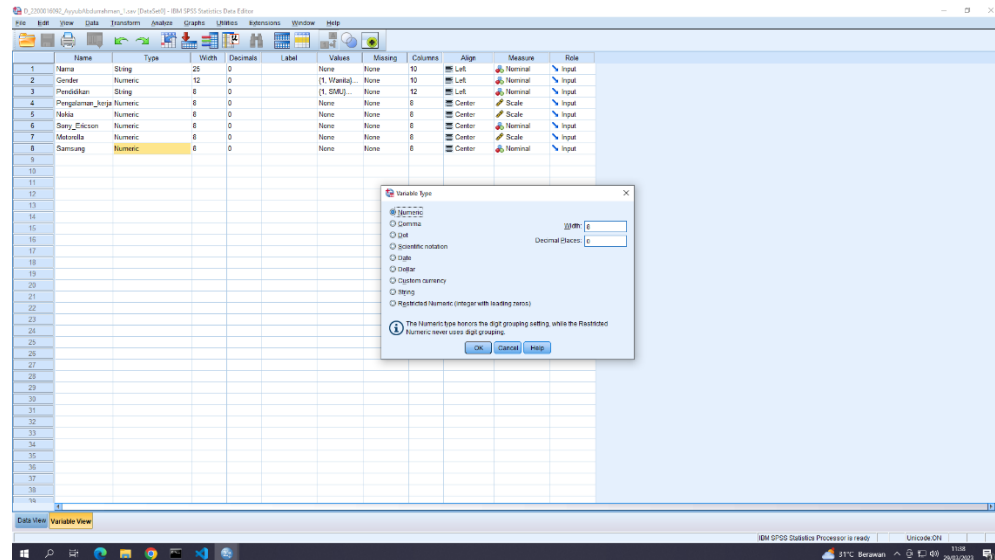 D_2200016092_AyyubAbdurrahman_I.sav [DataSet0] - IBM SPSS Statistics Data Editor
File Edit View Data Transform Analyze Graphs Utilities Extensions Window Help
Name Type Width Decimals Label Values Missing Columns Align Measure Role
1 Nama String 25 0 None None 10 Left Nominal Input
2 Gender Numeric 12 0 {1, Wanita}... None 10 Left Nominal Input
3 Pendidikan String 8 0 {1, SMU}... None 12 Left Nominal Input
4 Pengalaman_kerja Numeric 8 0 None None 8 Center Scale Input
5 Nokia Numeric 8 0 None None 8 Center Scale Input
6 Sony_Ericson Numeric 8 0 None None 8 Center Nominal Input
7 Motorolla Numeric 8 0 None None 8 Center Scale Input
8 Samsung Numeric 8 0 None None 8 Center Nominal Input
9
10
11
12
13
14
15
16
17
18
19
20
21
22
23
24
25
26
27
28
29
30
31
32
33
34
35
36
37
38
39
Variable Type
Numeric
Comma
Dot
Scientific notation
Date
Dollar
Custom currency
String
Restricted Numeric (integer with leading zeros)
Width: 8
Decimal Places: 0
The Numeric type honors the digit grouping setting, while the Restricted
Numeric never uses digit grouping.
OK Cancel Help
Data View Variable View
IBM SPSS Statistics Processor is ready Unicode:ON
31°C Berawan
11:38
29/03/2023